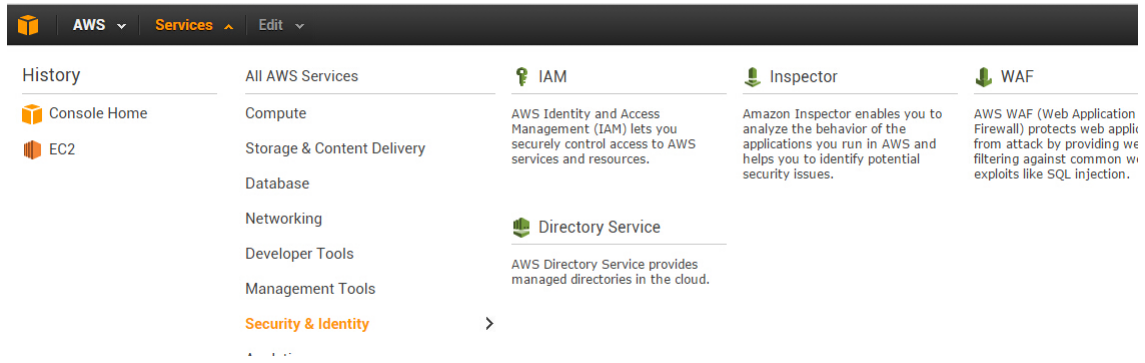 AWS Services Edit
History
Console Home
EC2
All AWS Services
Compute
Storage & Content Delivery
Database
Networking
Developer Tools
Management Tools
Security & Identity
IAM
AWS Identity and Access
Management (IAM) lets you
securely control access to AWS
services and resources.
Directory Service
AWS Directory Service provides
managed directories in the cloud.
Inspector
Amazon Inspector enables you to
analyze the behavior of the
applications you run in AWS and
helps you to identify potential
security issues.
WAF
AWS WAF (Web Application
Firewall) protects web applic
from attack by providing we
filtering against common we
exploits like SQL injection.